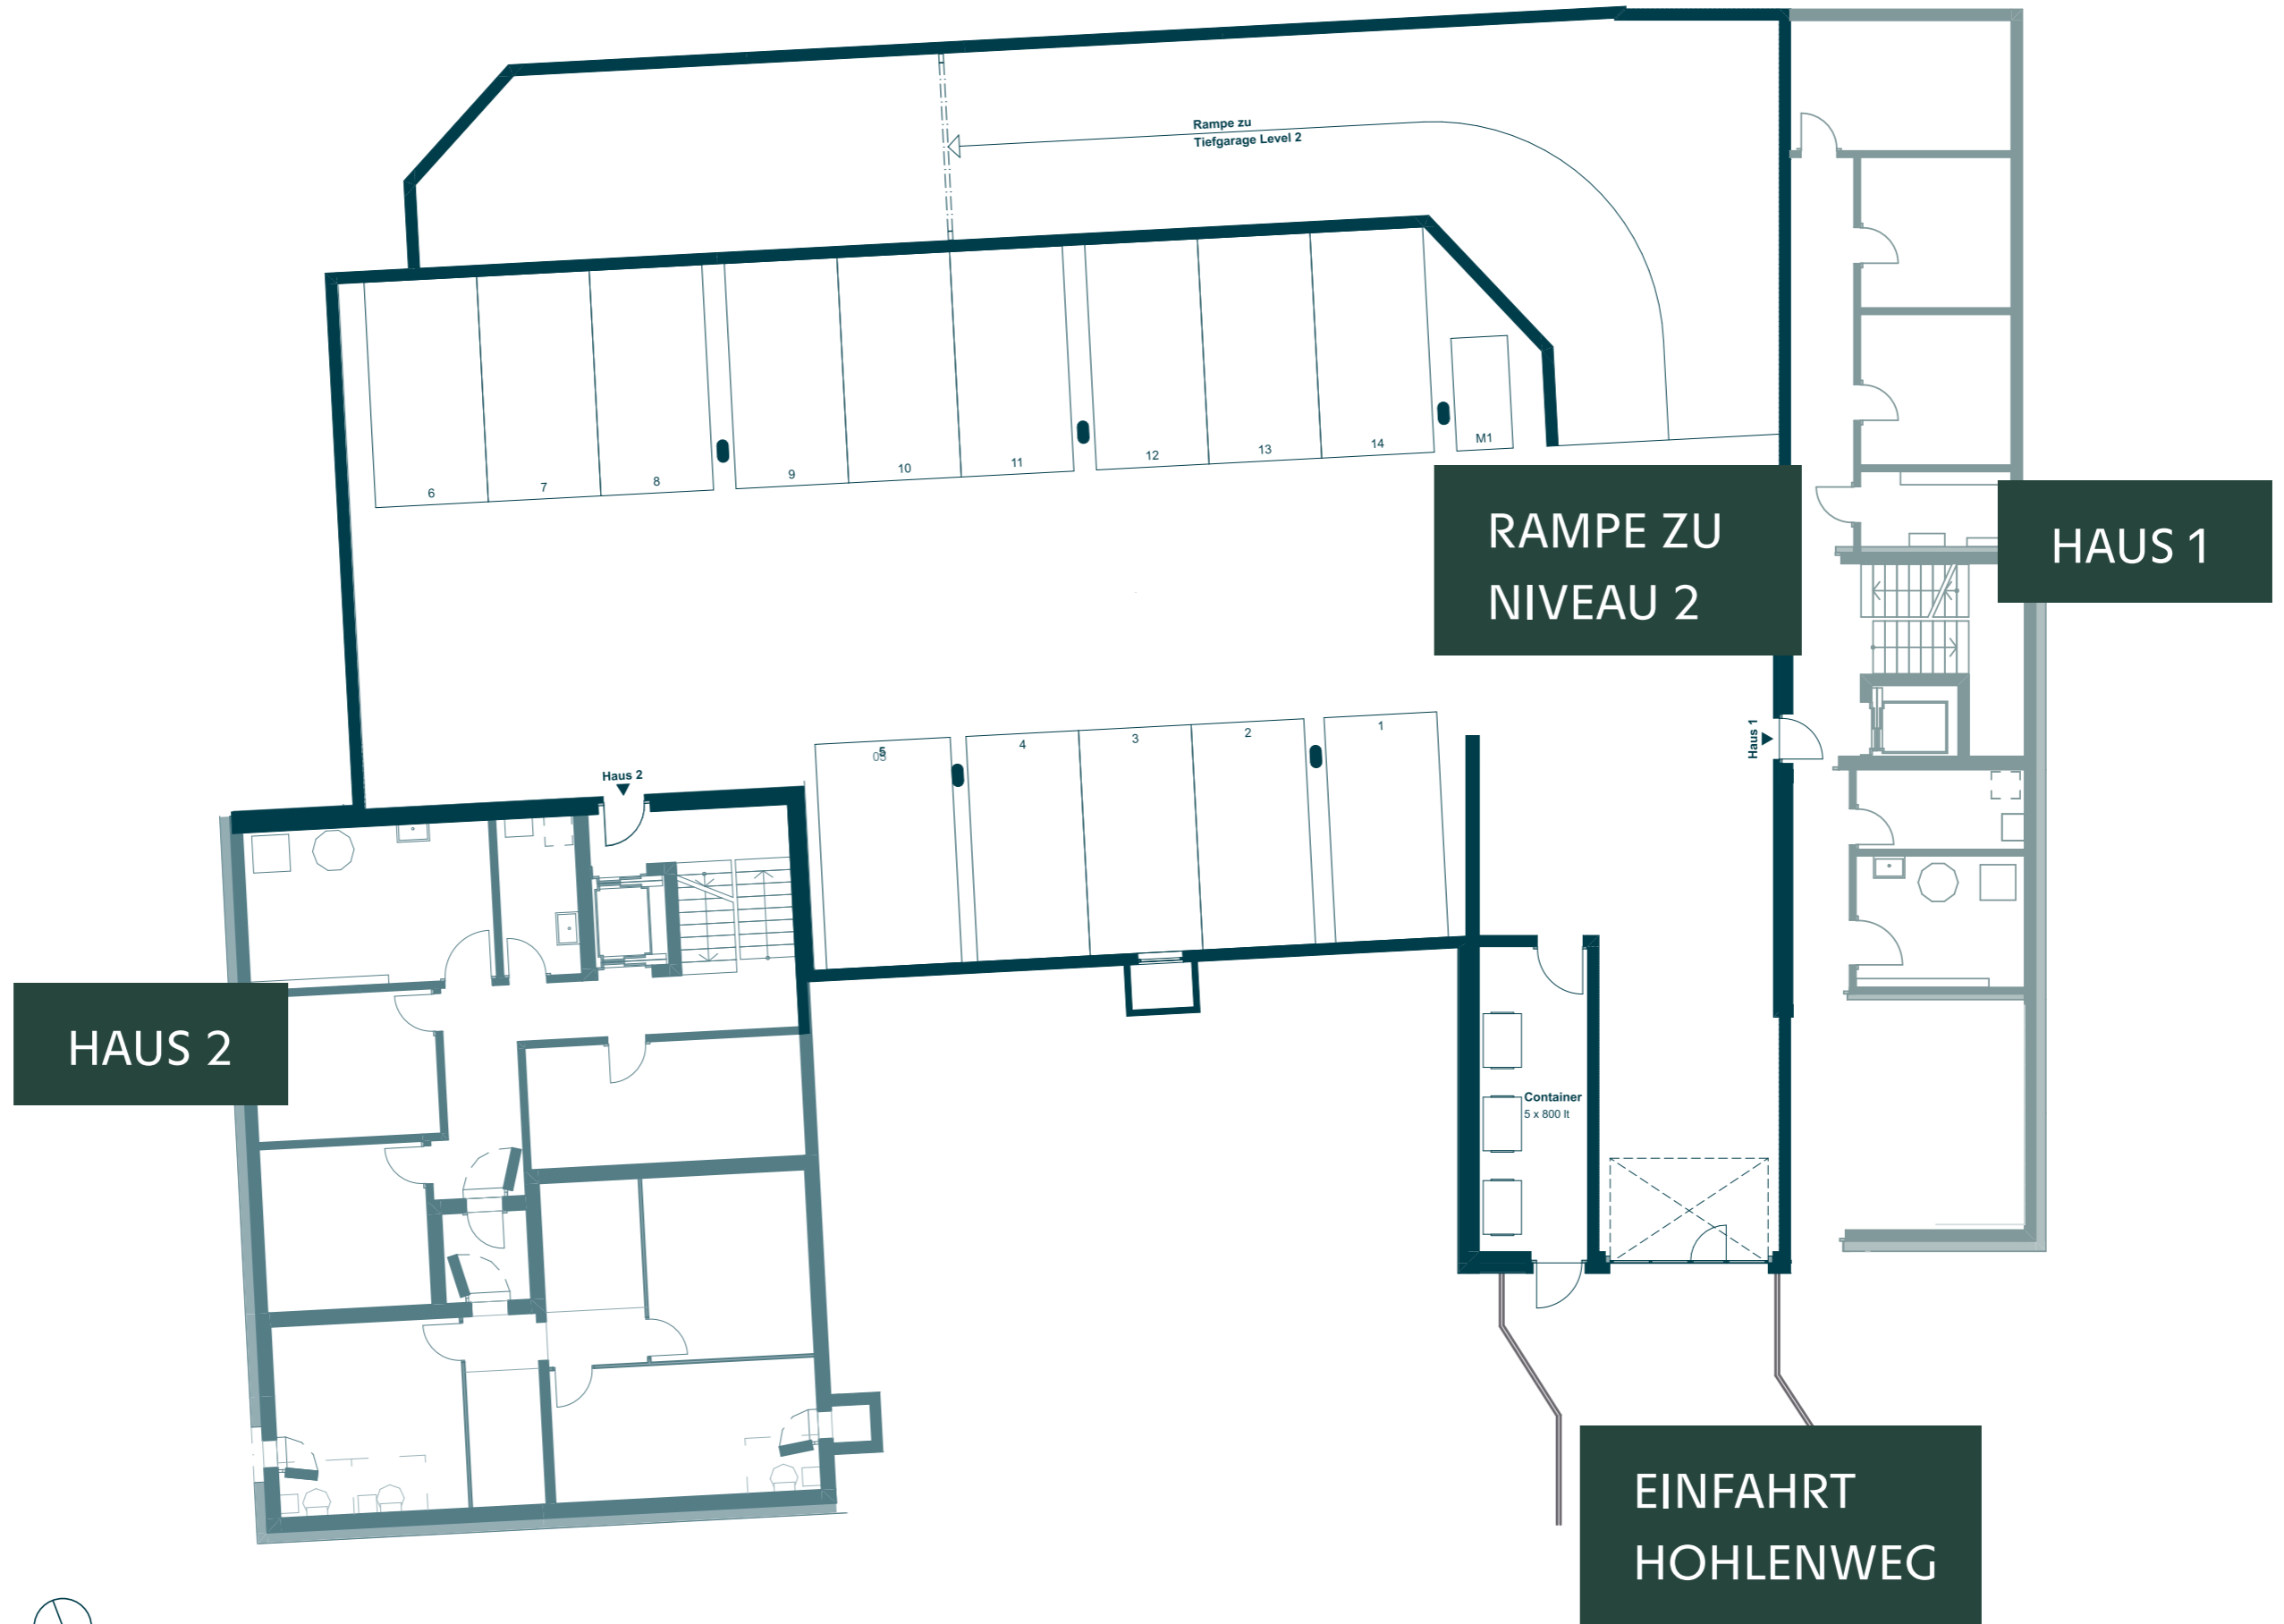 Rampe zu
Tiefgarage Level 2
6
7
8
9
10
11
12
13
14
M1
RAMPE ZU
NIVEAU 2
HAUS 1
5
05
4
3
2
1
Haus 1
Haus 2
HAUS 2
Container
5 x 800 lt
EINFAHRT
HOHLENWEG